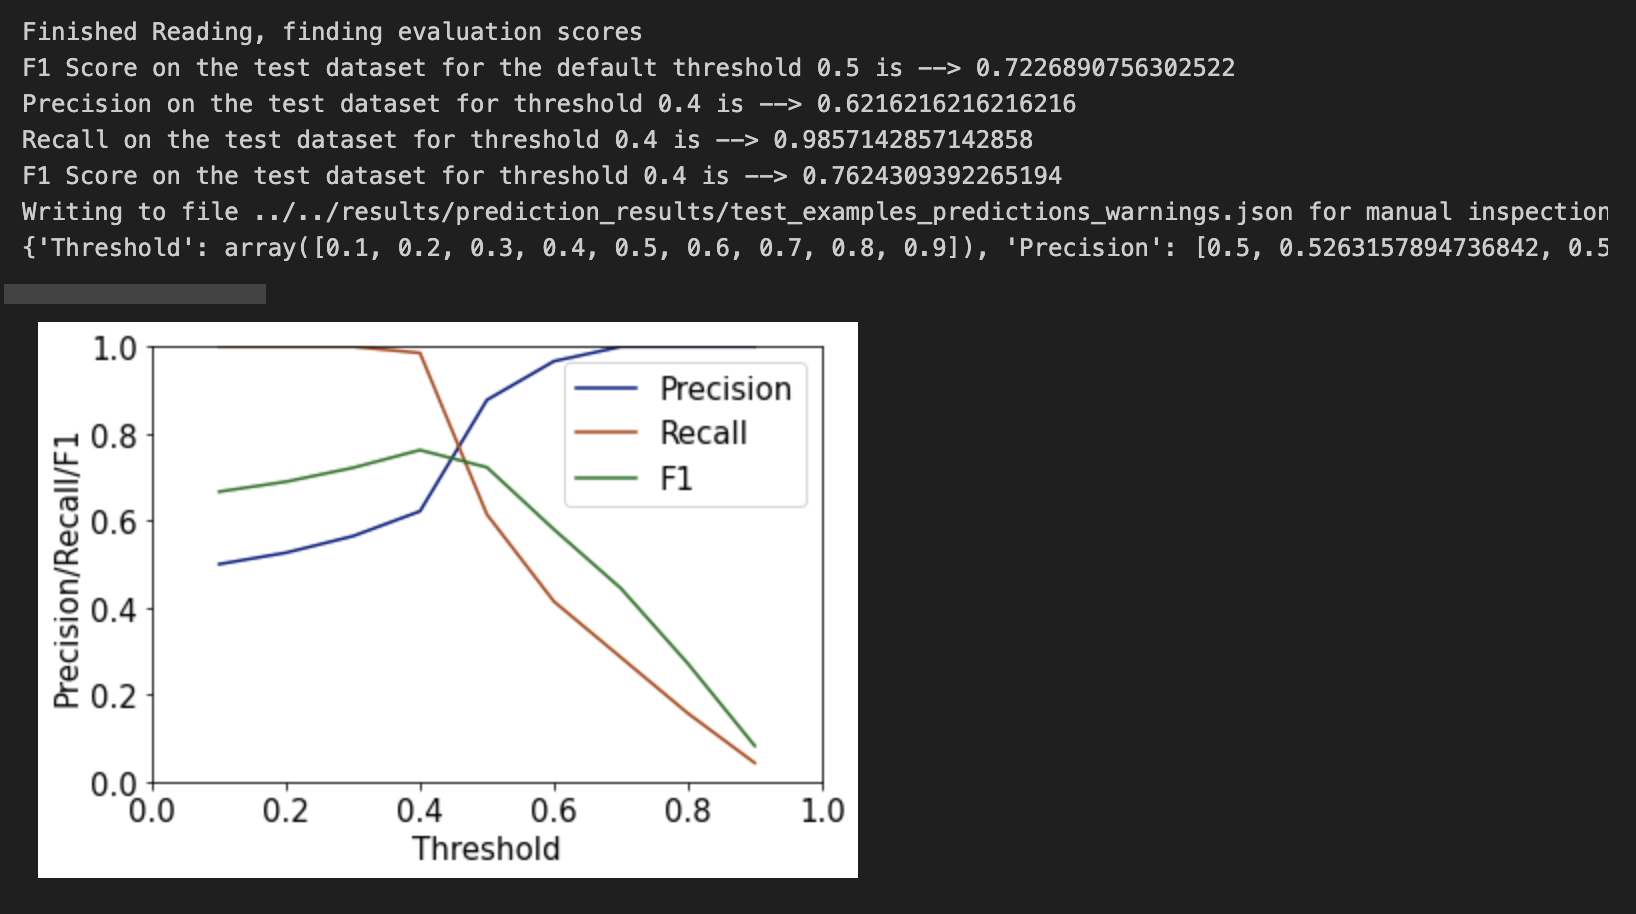 Finished Reading, finding evaluation scores
F1 Score on the test dataset for the default threshold 0.5 is --> 0.7226890756302522
Precision on the test dataset for threshold 0.4 is --> 0.6216216216216216
Recall on the test dataset for threshold 0.4 is --> 0.9857142857142858
F1 Score on the test dataset for threshold 0.4 is --> 0.7624309392265194
Writing to file ../../results/prediction_results/test_examples_predictions_warnings.json for manual inspection
{'Threshold': array([0.1, 0.2, 0.3, 0.4, 0.5, 0.6, 0.7, 0.8, 0.9]), 'Precision': [0.5, 0.5263157894736842, 0.5
1.0
0.8
0.6
0.4
0.2
0.0
Precision/Recall/F1
Precision
Recall
F1
0.0 0.2 0.4 0.6 0.8 1.0
Threshold